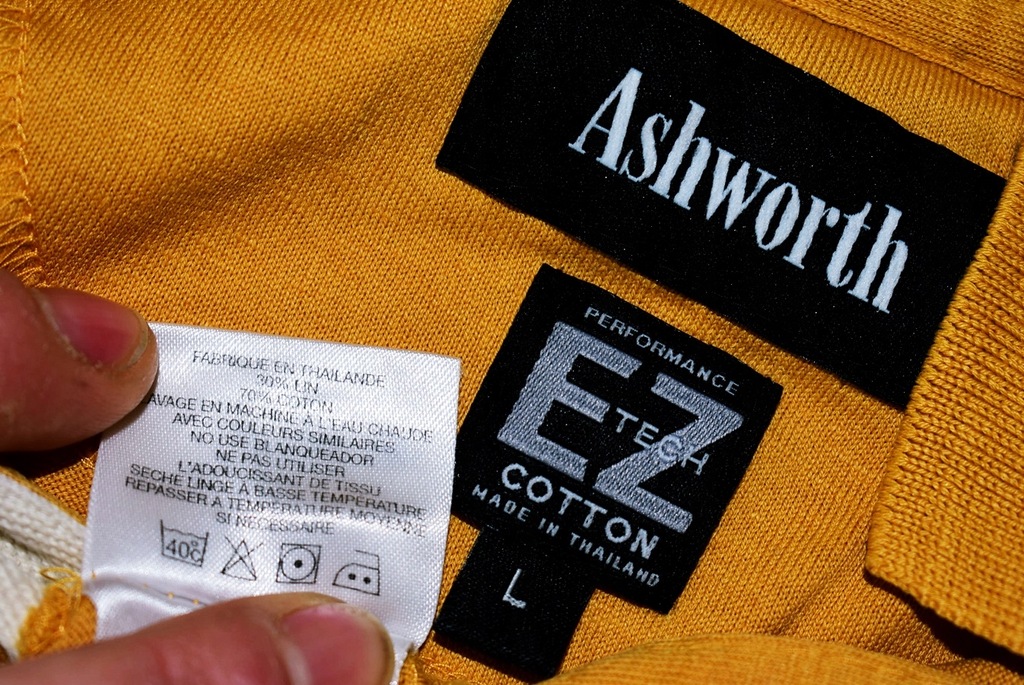 Ashworth
PERFORMANCE
EZ
TECH
COTTON
MADE IN THAILAND
L
FABRIQUE EN THAILANDE
30% LIN
70% COTON
AVAGE EN MACHINE À L'EAU CHAUDE
AVEC COULEURS SIMILAIRES
NO USE BLANQUEADOR
NE PAS UTILISER
L'ADOUCISSANT DE TISSU
SECHE LINGE À BASSE TEMPERATURE
REPASSER A TEMPERATURE MOYENNE
SI NECESSAIRE
40c